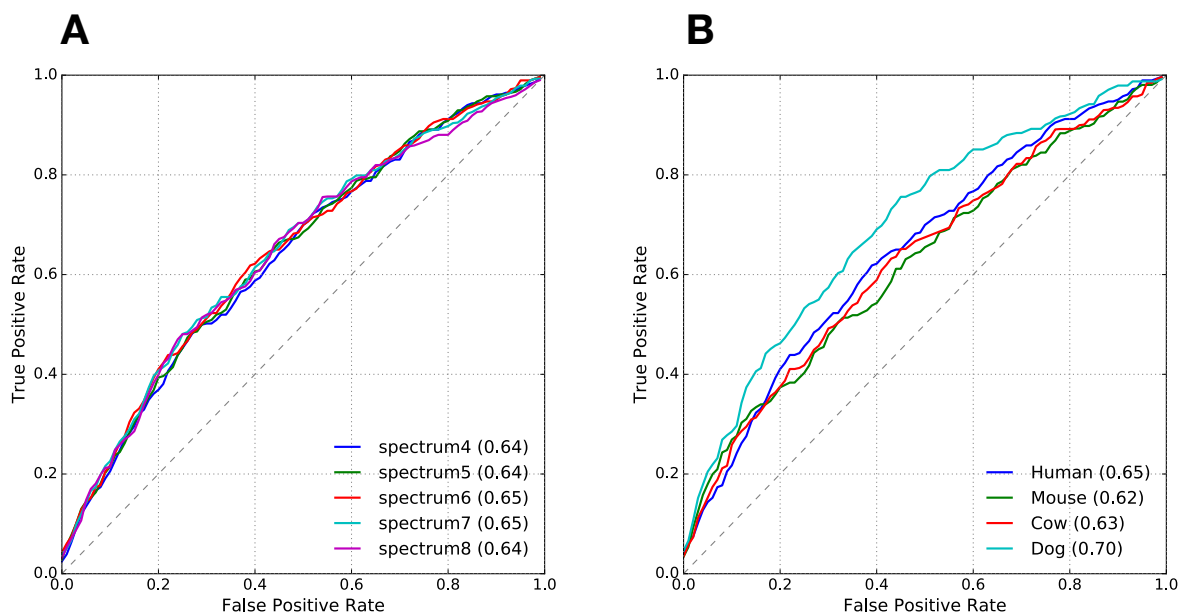 A
True Positive Rate
1.0
0.8
0.6
0.4
0.2
0.0
spectrum4 (0.64)
spectrum5 (0.64)
spectrum6 (0.65)
spectrum7 (0.65)
spectrum8 (0.64)
0.0 0.2 0.4 0.6 0.8 1.0
False Positive Rate
B
True Positive Rate
1.0
0.8
0.6
0.4
0.2
0.0
Human (0.65)
Mouse (0.62)
Cow (0.63)
Dog (0.70)
0.0 0.2 0.4 0.6 0.8 1.0
False Positive Rate